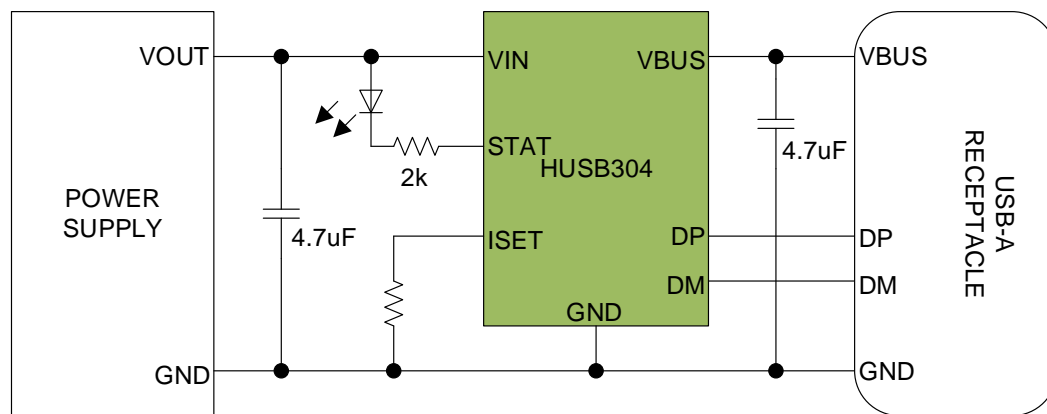 VOUT
VIN
VBUS
VBUS
STAT
2k
HUSB304
4.7uF
POWER
SUPPLY
4.7uF
ISET
DP
DP
DM
DM
USB-A
RECEPTACLE
GND
GND
GND